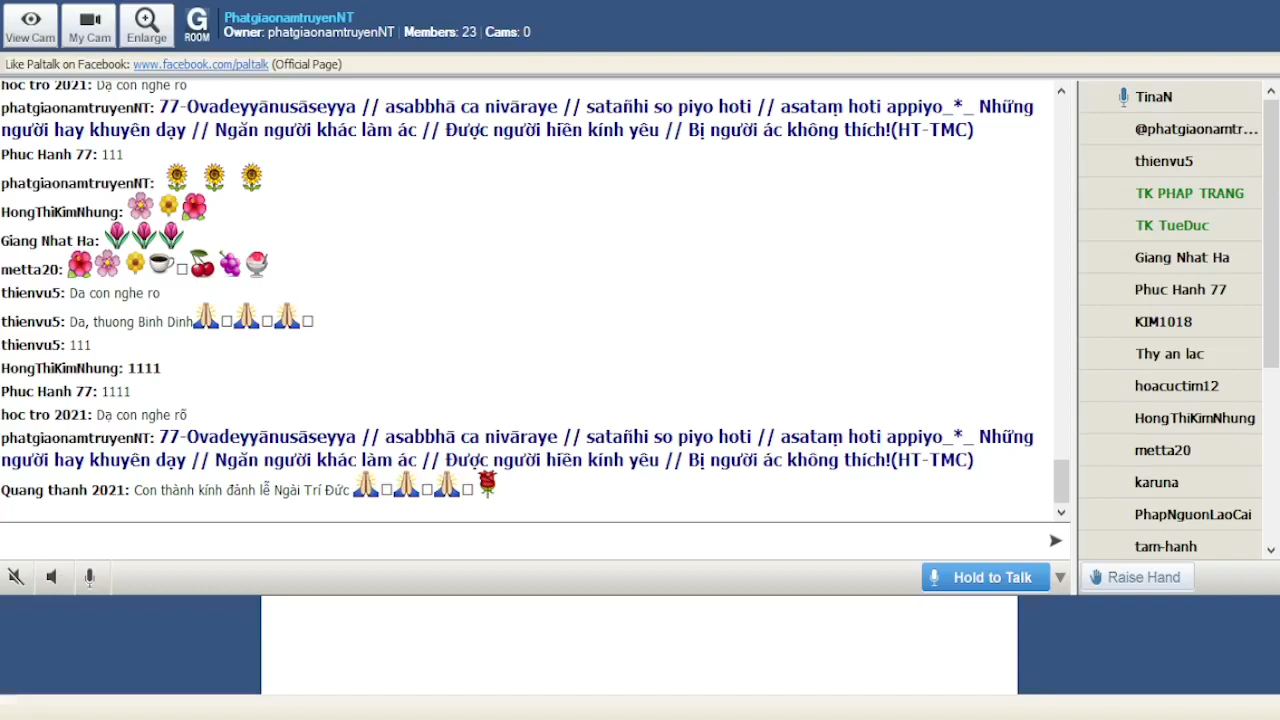 View Cam
My Cam
Enlarge
G
ROOM
PhatgiaonamtruyenNT
Owner: phatgiaonamtruyenNT | Members: 23 | Cams: 0
Like Paltalk on Facebook: www.facebook.com/paltalk (Official Page)
hoc tro 2021: Dạ con nghe ro
phatgiaonamtruyenNT: 77-Ovadeyyānusāseyya // asabbhā ca nivāraye // satañhi so piyo hoti // asataṃ hoti appiyo_*_ Những
người hay khuyên dạy // Ngăn người khác làm ác // Được người hiền kính yêu // Bị người ác không thích!(HT-TMC)
Phuc Hanh 77: 111
phatgiaonamtruyenNT:
HongThiKimNhung:
Giang Nhat Ha:
metta20:
thienvu5: Da con nghe ro
thienvu5: Da, thuong Binh Dinh
thienvu5: 111
HongThiKimNhung: 1111
Phuc Hanh 77: 1111
hoc tro 2021: Dạ con nghe rõ
phatgiaonamtruyenNT: 77-Ovadeyyānusāseyya // asabbhā ca nivāraye // satañhi so piyo hoti // asataṃ hoti appiyo_*_ Những
người hay khuyên dạy // Ngăn người khác làm ác // Được người hiền kính yêu // Bị người ác không thích!(HT-TMC)
Quang thanh 2021: Con thành kính đảnh lễ Ngài Trí Đức
Hold to Talk
TinaN
@phatgiaonamtr...
thienvu5
TK PHAP TRANG
TK TueDuc
Giang Nhat Ha
Phuc Hanh 77
KIM1018
Thy an lac
hoacuctim12
HongThiKimNhung
metta20
karuna
PhapNguonLaoCai
tam-hanh
Raise Hand